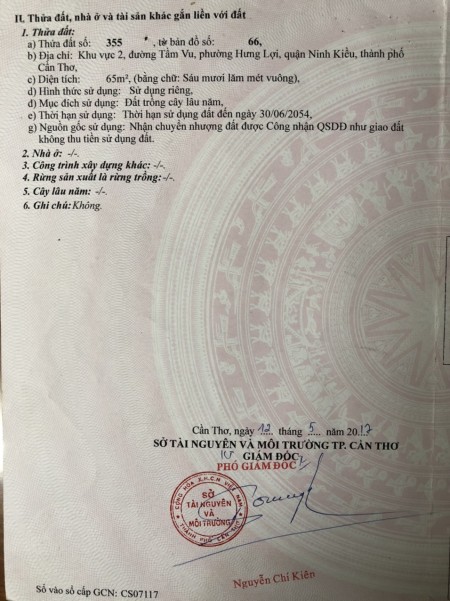 II. Thửa đất, nhà ở và tài sản khác gắn liền với đất
1. Thửa đất:
a) Thửa đất số: 355 , tờ bản đồ số: 66,
b) Địa chỉ: Khu vực 2, đường Tầm Vu, phường Hưng Lợi, quận Ninh Kiều, thành phố
Cần Thơ,
c) Diện tích: 65m², (bằng chữ: Sáu mươi lăm mét vuông),
d) Hình thức sử dụng: Sử dụng riêng,
đ) Mục đích sử dụng: Đất trồng cây lâu năm,
e) Thời hạn sử dụng: Thời hạn sử dụng đất đến ngày 30/06/2054,
g) Nguồn gốc sử dụng: Nhận chuyển nhượng đất được Công nhận QSDĐ như giao đất
không thu tiền sử dụng đất.
2. Nhà ở: -/-.
3. Công trình xây dựng khác: -/-.
4. Rừng sản xuất là rừng trồng:-/-.
5. Cây lâu năm: -/-.
6. Ghi chú:Không.
Cần Thơ, ngày 12 tháng 5 năm 2017
SỞ TÀI NGUYÊN VÀ MÔI TRƯỜNG TP. CẦN THƠ
GIÁM ĐỐC
PHÓ GIÁM ĐỐC
CỘNG HÒA X.H.C.N VIỆT NAM
SỞ
TÀI NGUYÊN
VÀ
MÔI TRƯỜNG
THÀNH PHỐ CẦN THƠ
Nguyễn Chí Kiên
Số vào sổ cấp GCN: CS07117